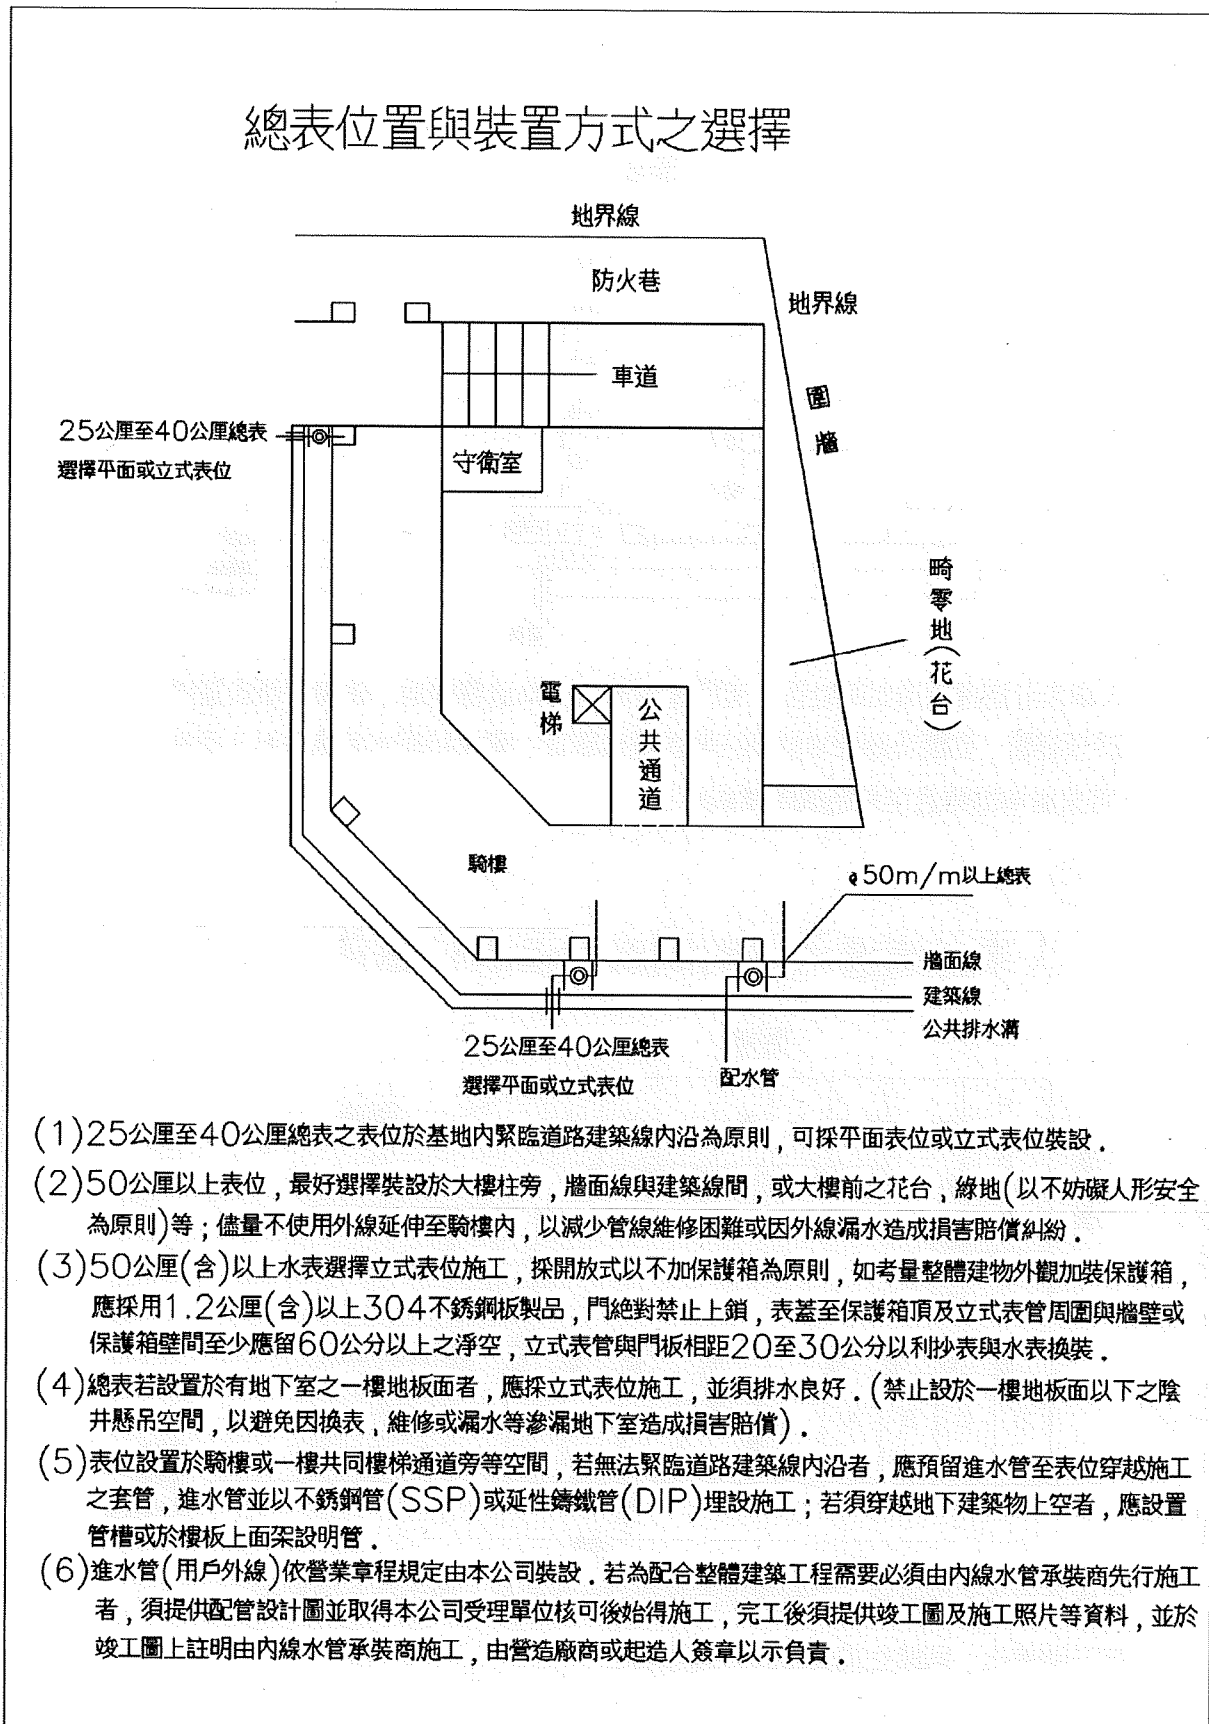 總表位置與裝置方式之選擇
地界線
防火巷
地界線
車道
圍牆
25公厘至40公厘總表
選擇平面或立式表位
守衛室
畸零地(花台)
電梯
公共通道
騎樓
50m/m以上總表
牆面線
建築線
公共排水溝
25公厘至40公厘總表
選擇平面或立式表位
配水管
(1)25公厘至40公厘總表之表位於基地內緊臨道路建築線內沿為原則,可採平面表位或立式表位裝設.
(2)50公厘以上表位,最好選擇裝設於大樓柱旁,牆面線與建築線間,或大樓前之花台,綠地(以不妨礙人形安全
為原則)等;儘量不使用外線延伸至騎樓內,以減少管線維修困難或因外線漏水造成損害賠償糾紛.
(3)50公厘(含)以上水表選擇立式表位施工,採開放式以不加保護箱為原則,如考量整體建物外觀加裝保護箱,
應採用1.2公厘(含)以上304不銹鋼板製品,門絕對禁止上鎖,表蓋至保護箱頂及立式表管周圍與牆壁或
保護箱壁間至少應留60公分以上之淨空,立式表管與門板相距20至30公分以利抄表與水表換裝.
(4)總表若設置於有地下室之一樓地板面者,應採立式表位施工,並須排水良好.(禁止設於一樓地板面以下之陰
井懸吊空間,以避免因換表,維修或漏水等滲漏地下室造成損害賠償).
(5)表位設置於騎樓或一樓共同樓梯通道旁等空間,若無法緊臨道路建築線內沿者,應預留進水管至表位穿越施工
之套管,進水管並以不銹鋼管(SSP)或延性鑄鐵管(DIP)埋設施工;若須穿越地下建築物上空者,應設置
管槽或於樓板上面架設明管.
(6)進水管(用戶外線)依營業章程規定由本公司裝設.若為配合整體建築工程需要必須由內線水管承裝商先行施工
者,須提供配管設計圖並取得本公司受理單位核可後始得施工,完工後須提供竣工圖及施工照片等資料,並於
竣工圖上註明由內線水管承裝商施工,由營造廠商或起造人簽章以示負責.